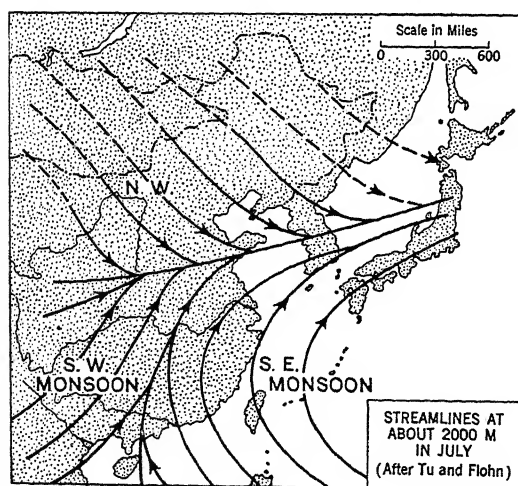 Scale in Miles
0 300 600
N. W.
S. W.
MONSOON
S. E.
MONSOON
STREAMLINES AT
ABOUT 2000 M
IN JULY
(After Tu and Flohn)